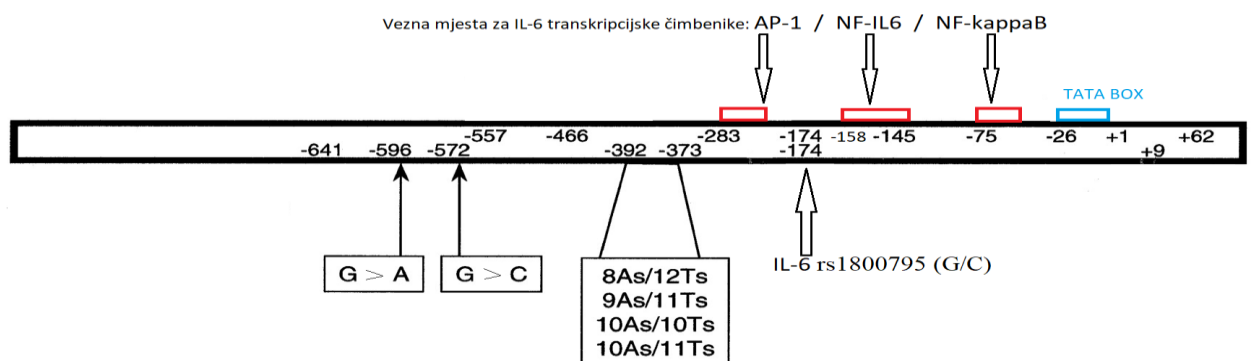 Vezna mjesta za IL-6 transkripcijske čimbenike: AP-1 / NF-IL6 / NF-kappaB
TATA BOX
-557 -466 -283 -174 -158 -145 -75 -26 +1 +62
-641 -596 -572 -392 -373 -174 +9
G > A
G > C
8As/12Ts
9As/11Ts
10As/10Ts
10As/11Ts
IL-6 rs1800795 (G/C)